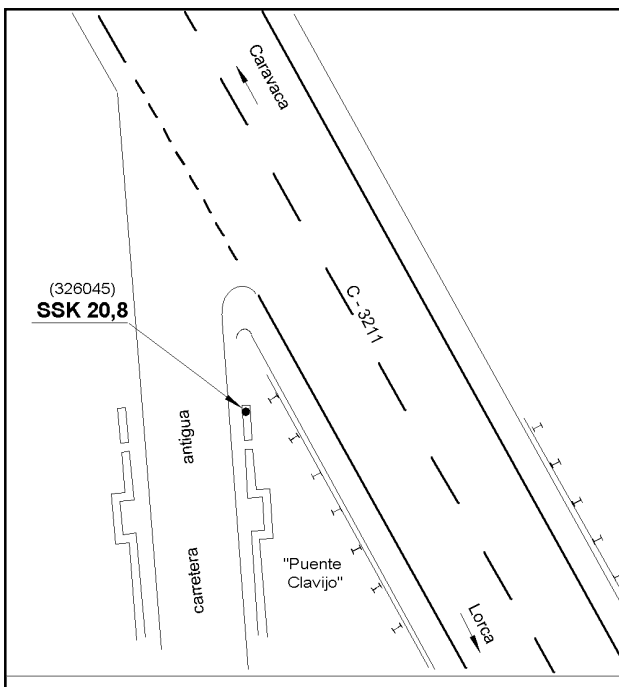 Caravaca
(326045)
SSK 20,8
C - 3211
antigua
carretera
"Puente
Clavijo"
Lorca